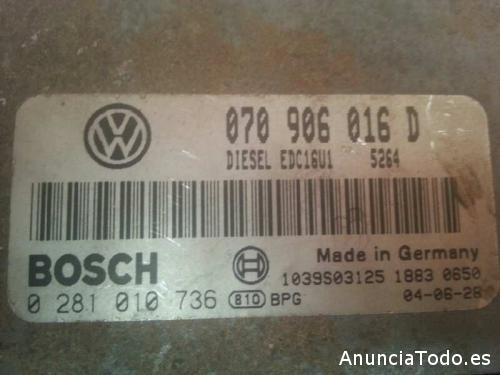 070 906 016 D
DIESEL EDC16U1 5264
BOSCH
Made in Germany
1039S03125 1883 0650
0 281 010 736 810 BPG 04-06-28
AnunciaTodo.es